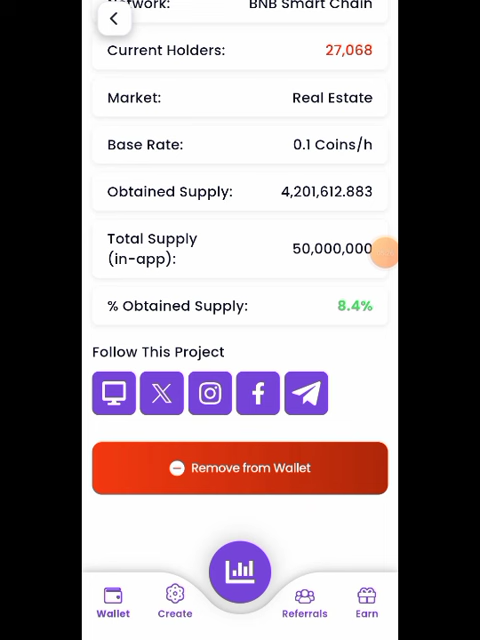 Network: BNB Smart Chain
Current Holders: 27,068
Market: Real Estate
Base Rate: 0.1 Coins/h
Obtained Supply: 4,201,612.883
Total Supply
(in-app): 50,000,000
% Obtained Supply: 8.4%
Follow This Project
Remove from Wallet
Wallet Create Referrals Earn